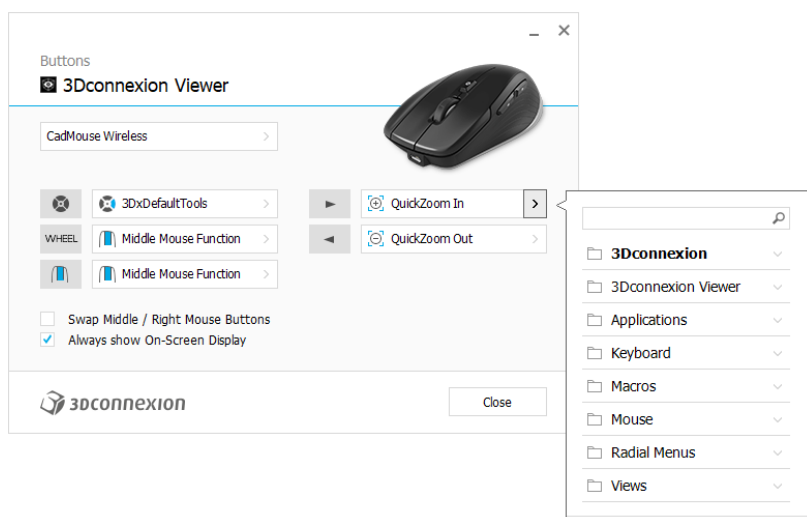 Buttons
3Dconnexion Viewer
CadMouse Wireless
3DxDefaultTools
QuickZoom In
WHEEL
Middle Mouse Function
QuickZoom Out
Middle Mouse Function
Swap Middle / Right Mouse Buttons
Always show On-Screen Display
3Dconnexion
Close
3Dconnexion
3Dconnexion Viewer
Applications
Keyboard
Macros
Mouse
Radial Menus
Views